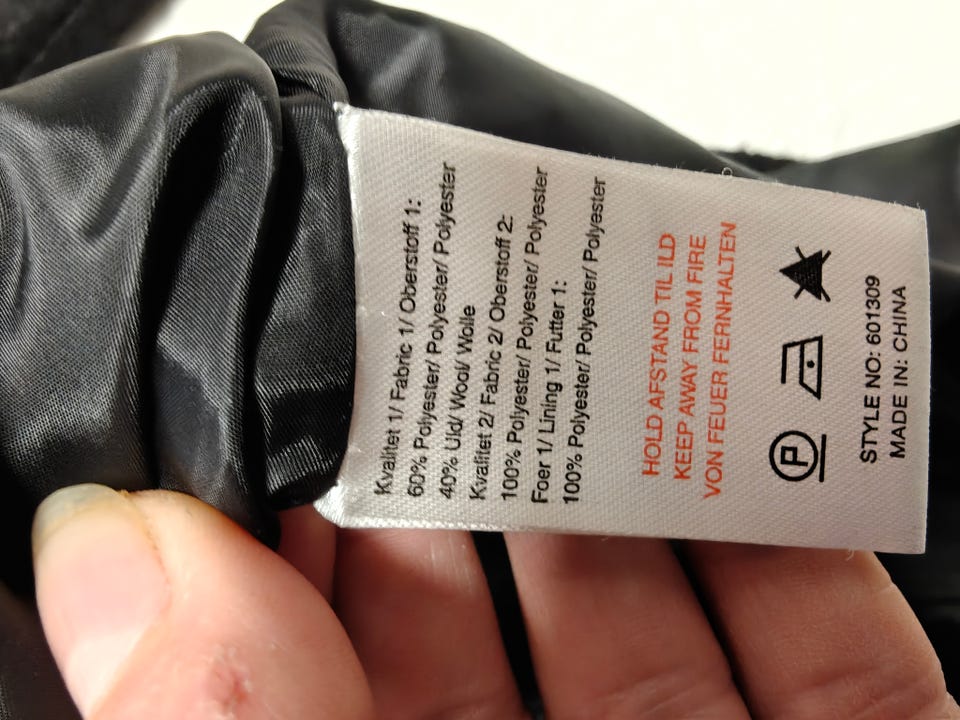 Kvalitet 1/ Fabric 1/ Oberstoff 1:
60% Polyester/ Polyester/ Polyester
40% Uld/ Wool/ Wolle
Kvalitet 2/ Fabric 2/ Oberstoff 2:
100% Polyester/ Polyester/ Polyester
Foer 1/ Lining 1/ Futter 1:
100% Polyester/ Polyester/ Polyester
HOLD AFSTAND TIL ILD
KEEP AWAY FROM FIRE
VON FEUER FERNHALTEN
P
STYLE NO: 601309
MADE IN: CHINA